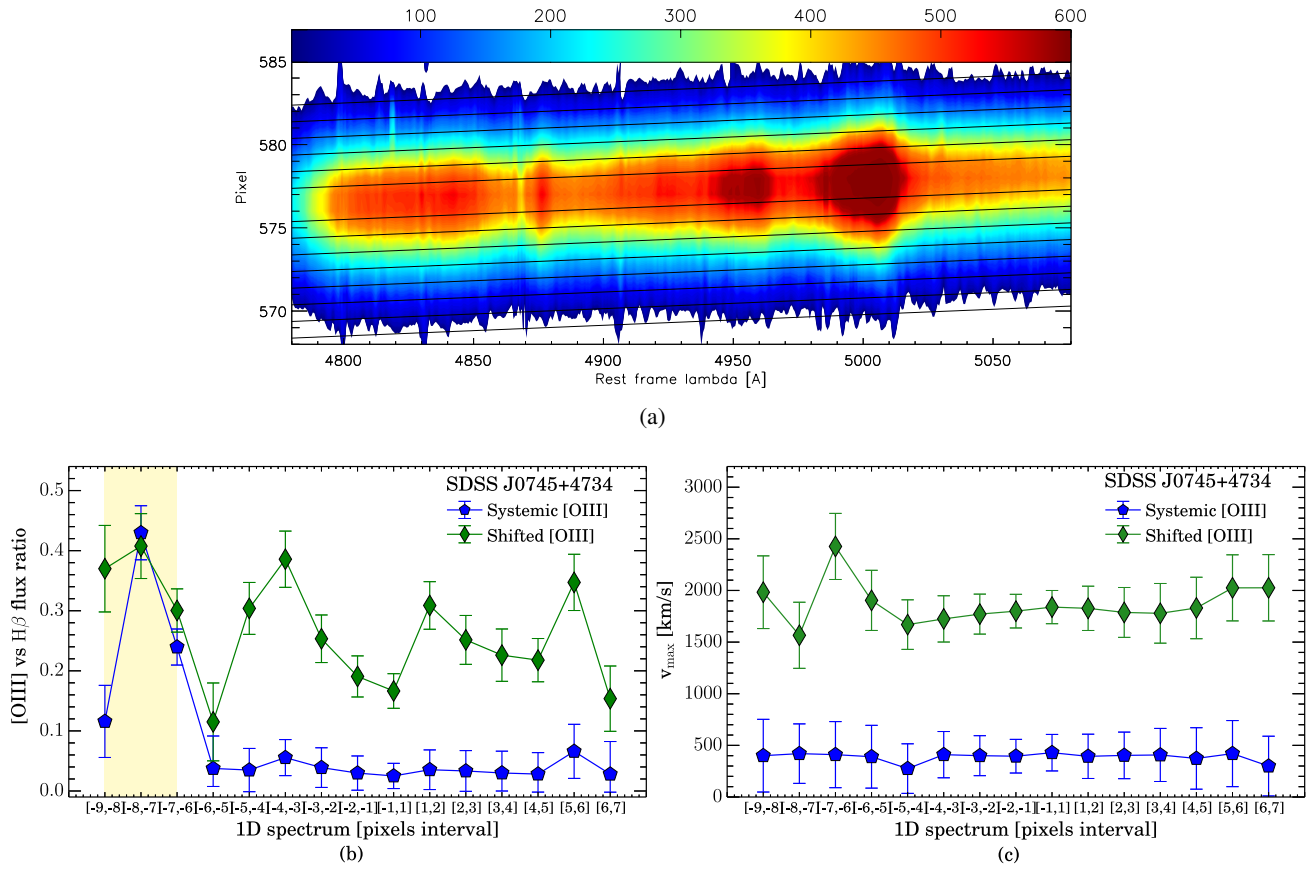 100 200 300 400 500 600
585
580
575
570
Pixel
4800 4850 4900 4950 5000 5050
Rest frame lambda [A]
(a)
0.5
0.4
0.3
0.2
0.1
0.0
[OIII] vs Hβ flux ratio
SDSS J0745+4734
Systemic [OIII]
Shifted [OIII]
[-9,-8] [-8,-7] [-7,-6] [-6,-5] [-5,-4] [-4,-3] [-3,-2] [-2,-1] [-1,1] [1,2] [2,3] [3,4] [4,5] [5,6] [6,7]
1D spectrum [pixels interval]
(b)
3000
2500
2000
1500
1000
500
0
v_max [km/s]
SDSS J0745+4734
Systemic [OIII]
Shifted [OIII]
[-9,-8] [-8,-7] [-7,-6] [-6,-5] [-5,-4] [-4,-3] [-3,-2] [-2,-1] [-1,1] [1,2] [2,3] [3,4] [4,5] [5,6] [6,7]
1D spectrum [pixels interval]
(c)